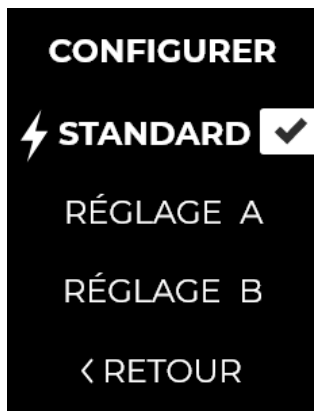 CONFIGURER
STANDARD
RÉGLAGE A
RÉGLAGE B
< RETOUR